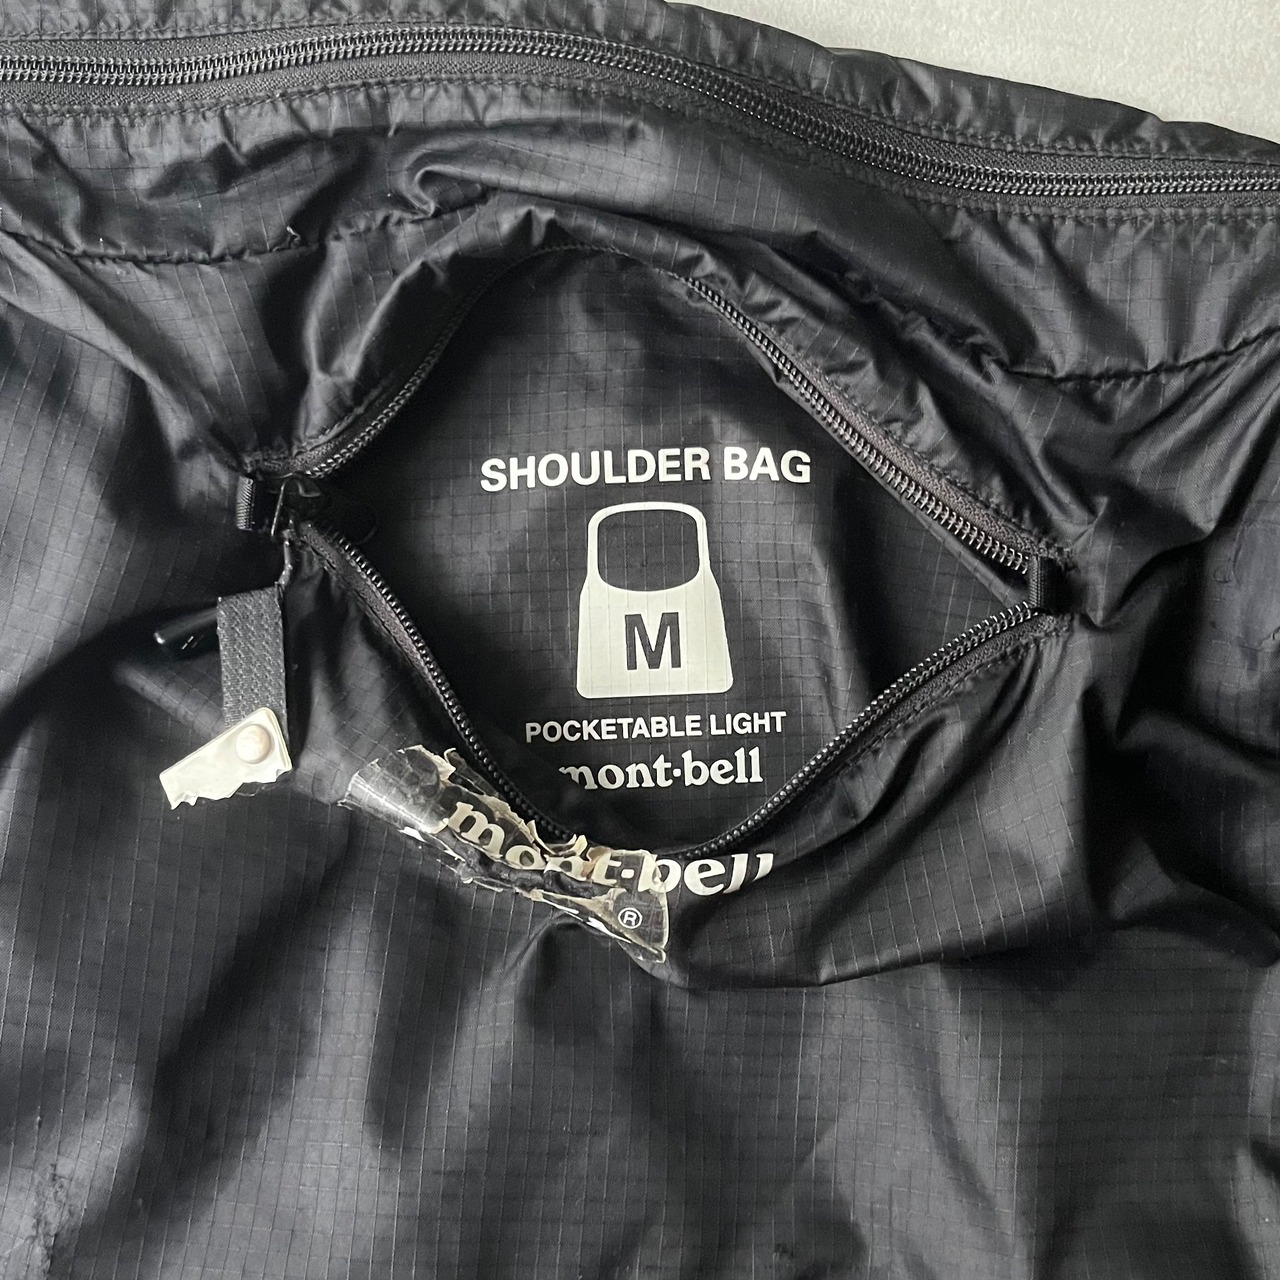 SHOULDER BAG
M
POCKETABLE LIGHT
mont·bell
mont·bell
®